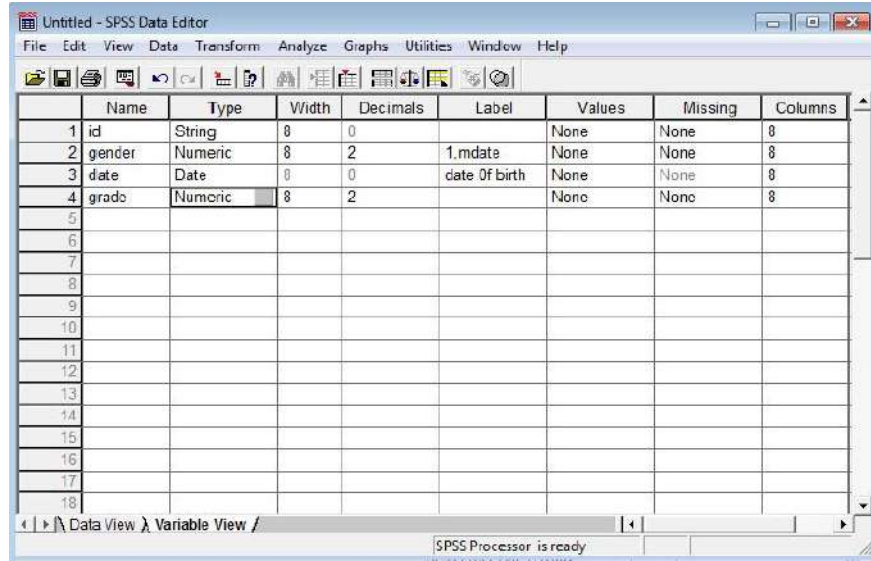 Untitled - SPSS Data Editor
File Edit View Data Transform Analyze Graphs Utilities Window Help
Name Type Width Decimals Label Values Missing Columns
1 id String 8 0 None None 8
2 gender Numeric 8 2 1.mdate None None 8
3 date Date 8 0 date 0f birth None None 8
4 grade Numeric 8 2 None None 8
5
6
7
8
9
10
11
12
13
14
15
16
17
18
Data View Variable View
SPSS Processor is ready